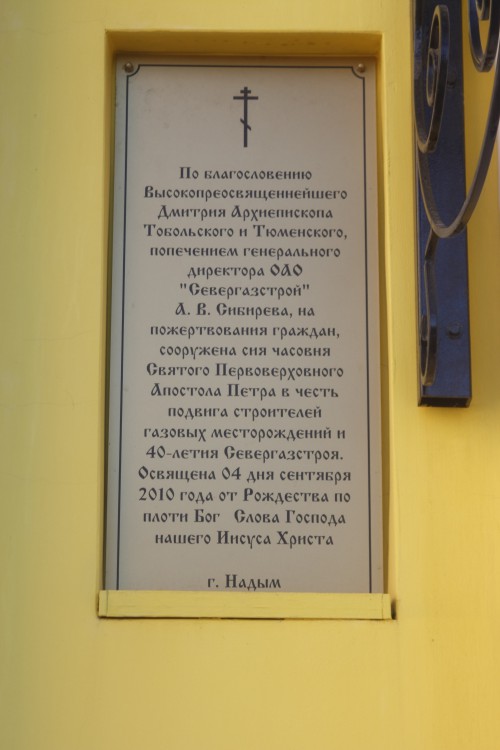 По благословению
Высокопреосвященнейшего
Дмитрия Архиепископа
Тобольского и Тюменского,
попечением генерального
директора ОАО
"Севергазстрой"
А. В. Сибирева, на
пожертвования граждан,
сооружена сия часовня
Святого Первоверховного
Апостола Петра в честь
подвига строителей
газовых месторождений и
40-летия Севергазстроя.
Освящена 04 дня сентября
2010 года от Рождества по
плоти Бог Слова Господа
нашего Иисуса Христа
г. Надым